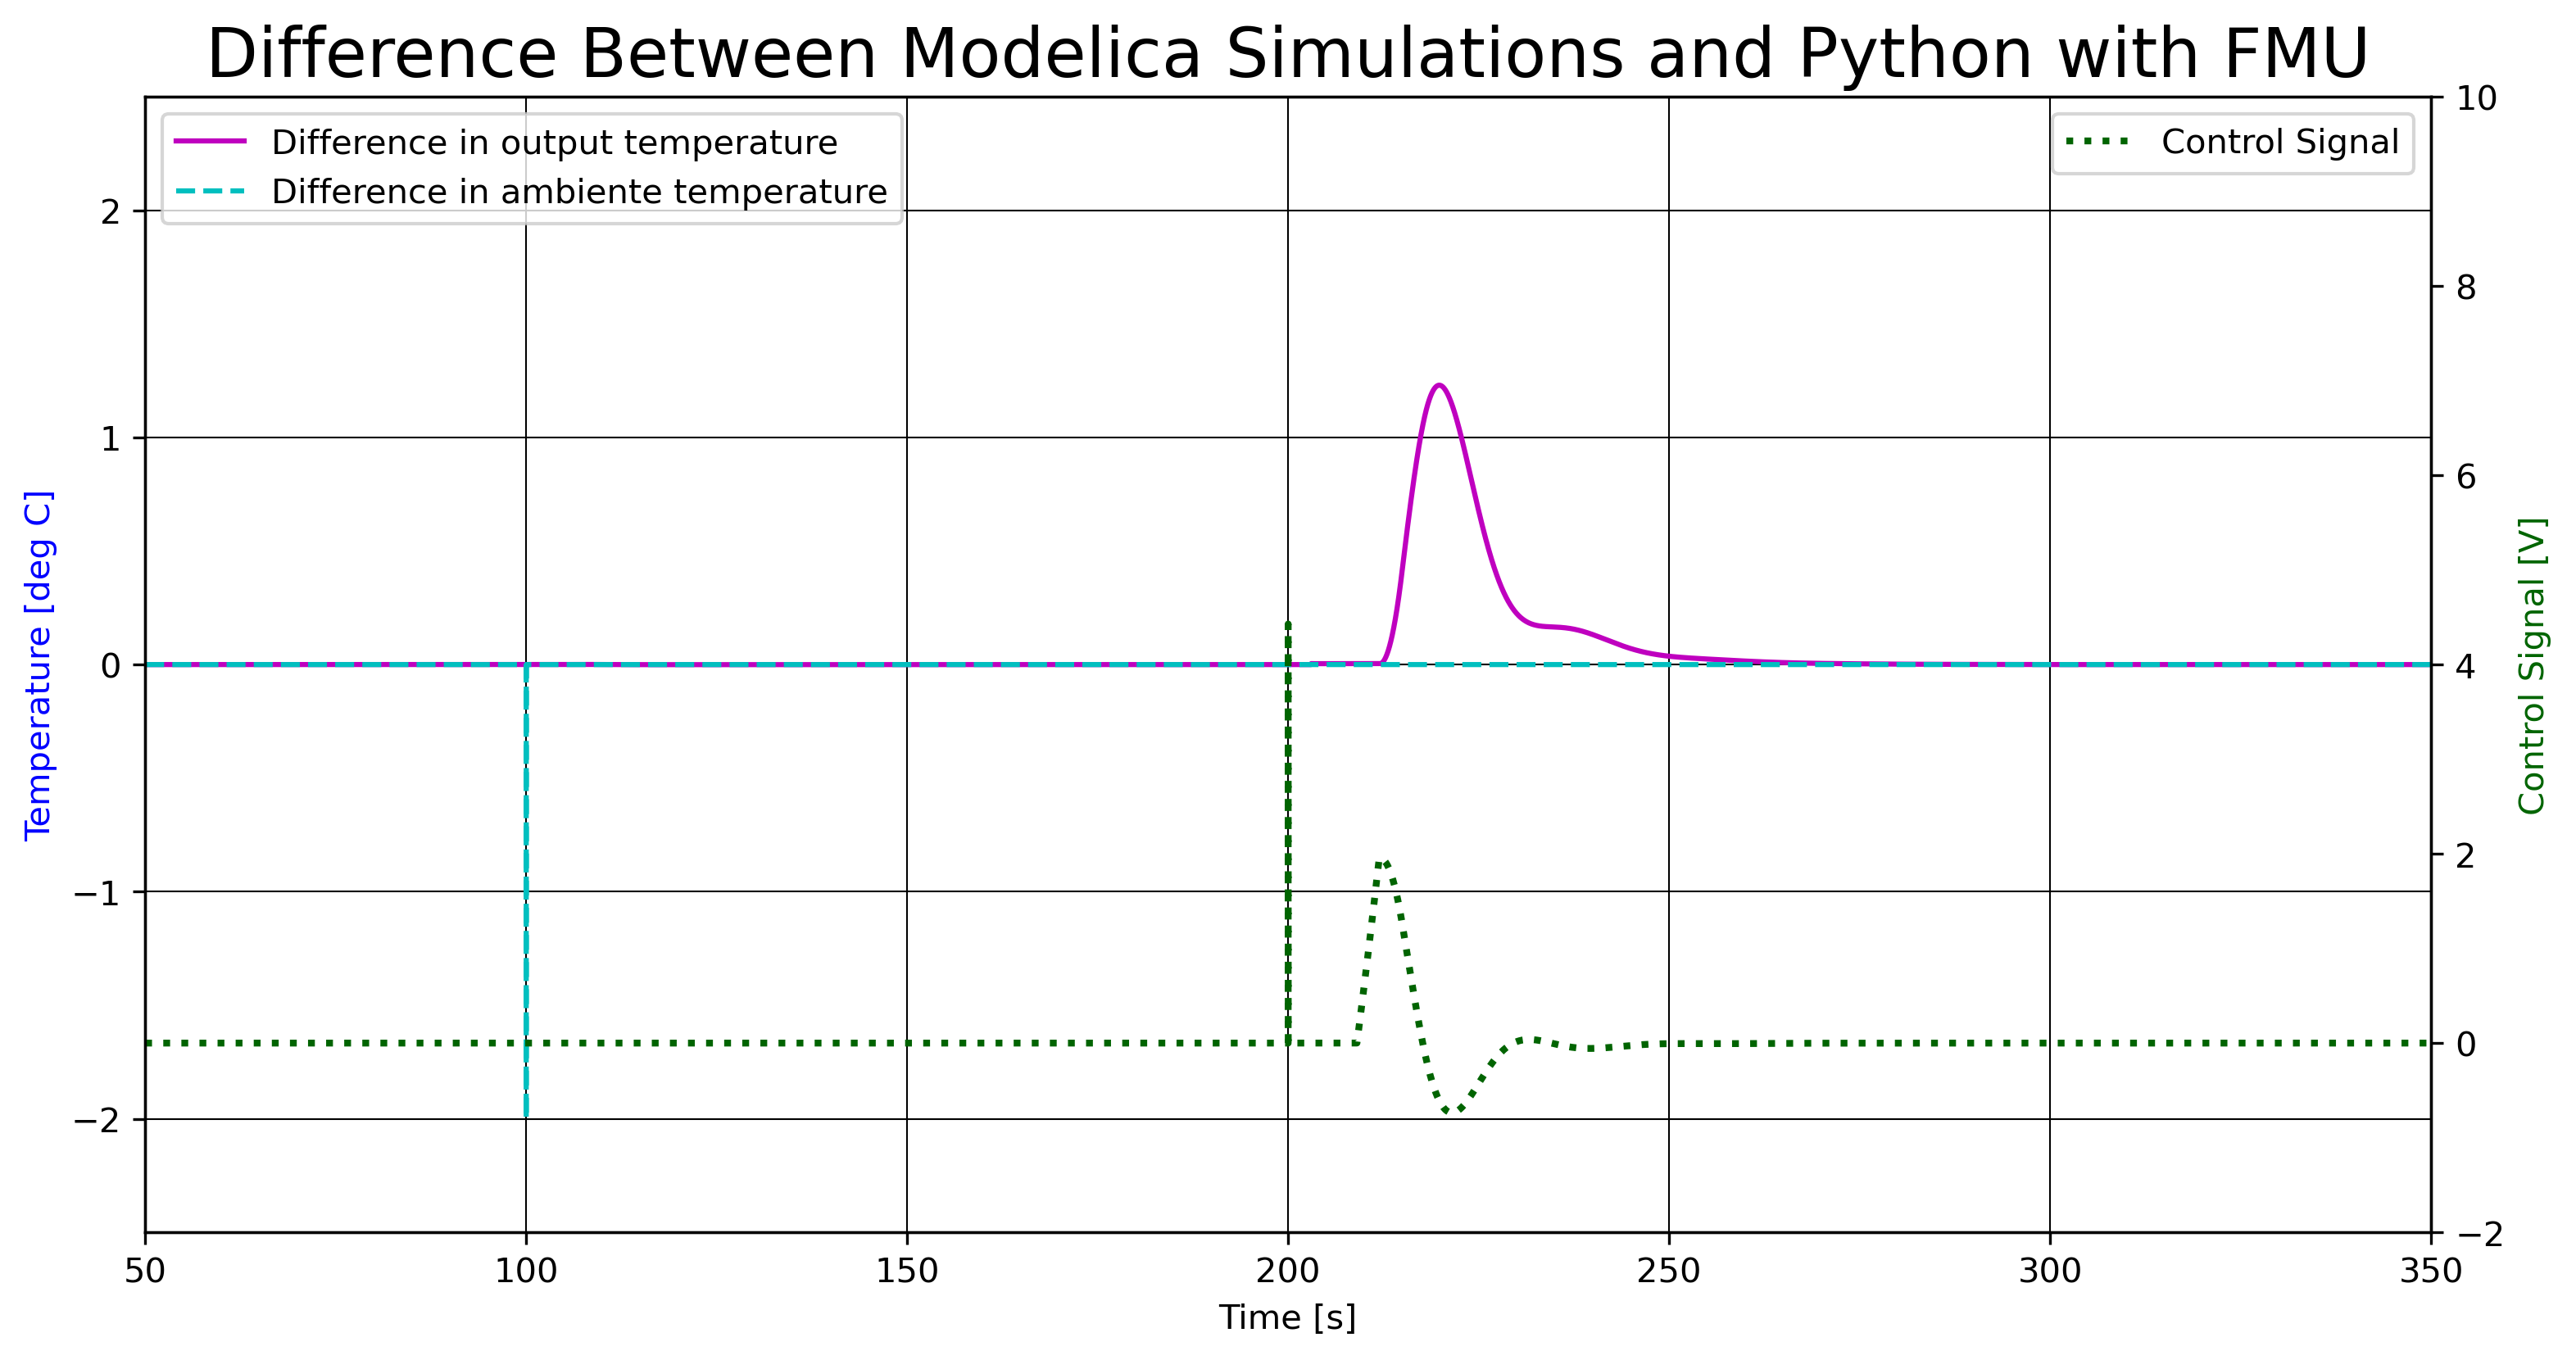 Difference Between Modelica Simulations and Python with FMU
Difference in output temperature
Difference in ambiente temperature
Control Signal
Temperature [deg C]
2
1
0
−1
−2
10
8
6
4
2
0
−2
Control Signal [V]
50 100 150 200 250 300 350
Time [s]